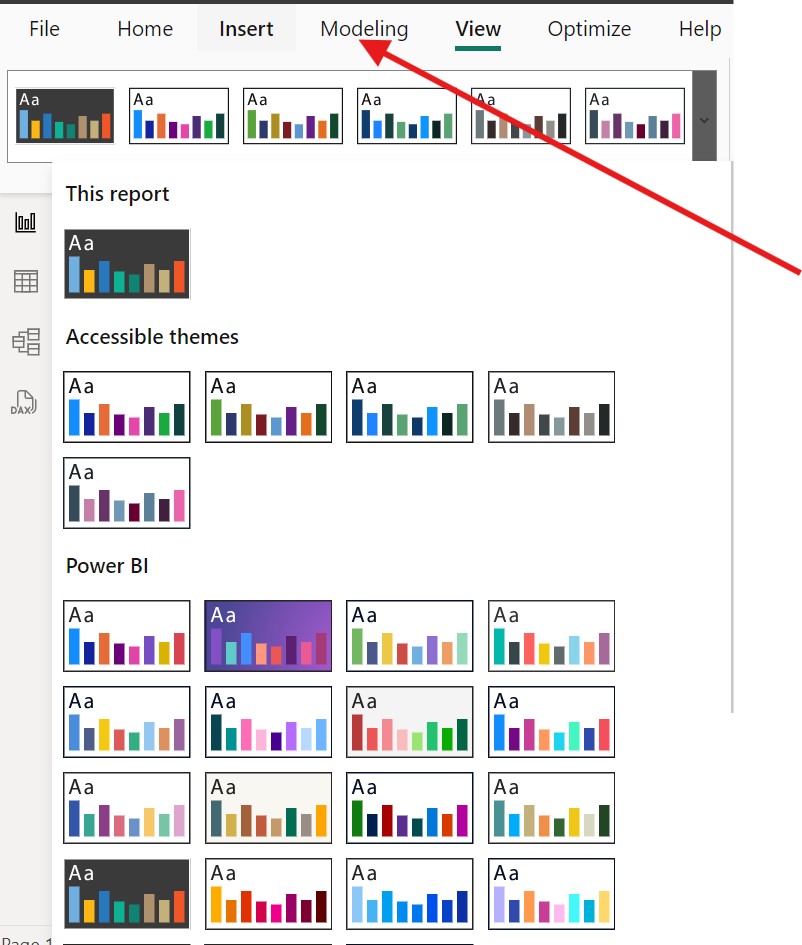 File Home Insert Modeling View Optimize Help
Aa Aa Aa Aa Aa Aa
This report
Aa
Accessible themes
Aa Aa Aa Aa
Aa
Power BI
Aa Aa Aa Aa
Aa Aa Aa Aa
Aa Aa Aa Aa
Aa Aa Aa Aa
DAX
Page 1